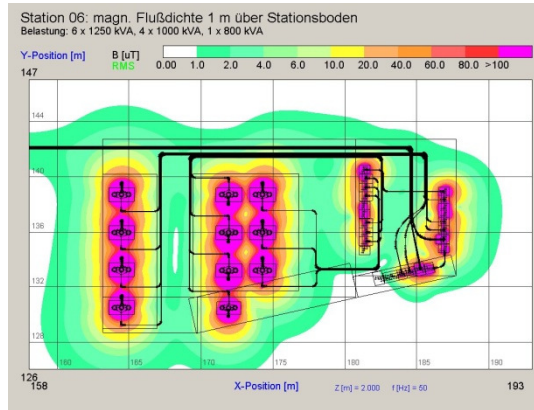 Station 06: magn. Flußdichte 1 m über Stationsboden
Belastung: 6 x 1250 kVA, 4 x 1000 kVA, 1 x 800 kVA
Y-Position [m] B [uT] 0.00 1.0 2.0 4.0 6.0 10.0 20.0 40.0 60.0 80.0 >100
RMS
147
144
140
136
132
128
160 165 170 175 180 185 190
126
158 X-Position [m] Z [m] = 2.000 f [Hz] = 50 193